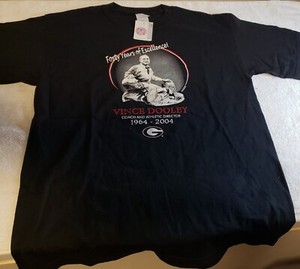 Forty Years of Excellence!
VINCE DOOLEY
COACH AND ATHLETIC DIRECTOR
1964 - 2004
G